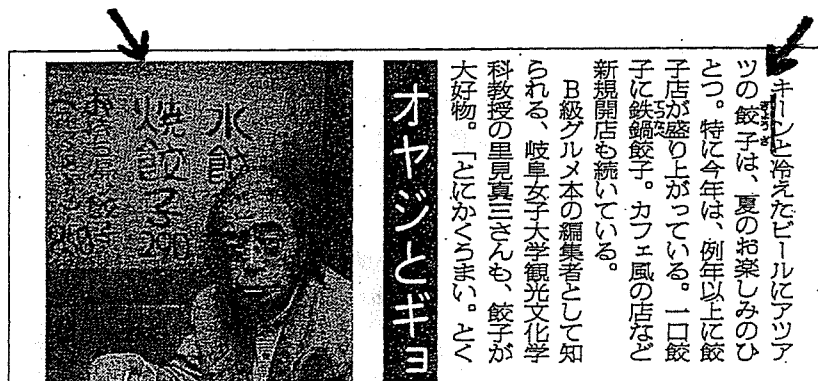 キーンと冷えたビールにアツア
ツの餃子は、夏のお楽しみのひ
とつ。特に今年は、例年以上に餃
子店が盛り上がっている。一口餃
子に鉄鍋餃子。カフェ風の店など
新規開店も続いている。
B級グルメ本の編集者として知
られる、岐阜女子大学観光文化学
科教授の里見真三さんも、餃子が
大好物。「とにかくうまい。とく
オヤジとギョ
水餃
焼餃子 290